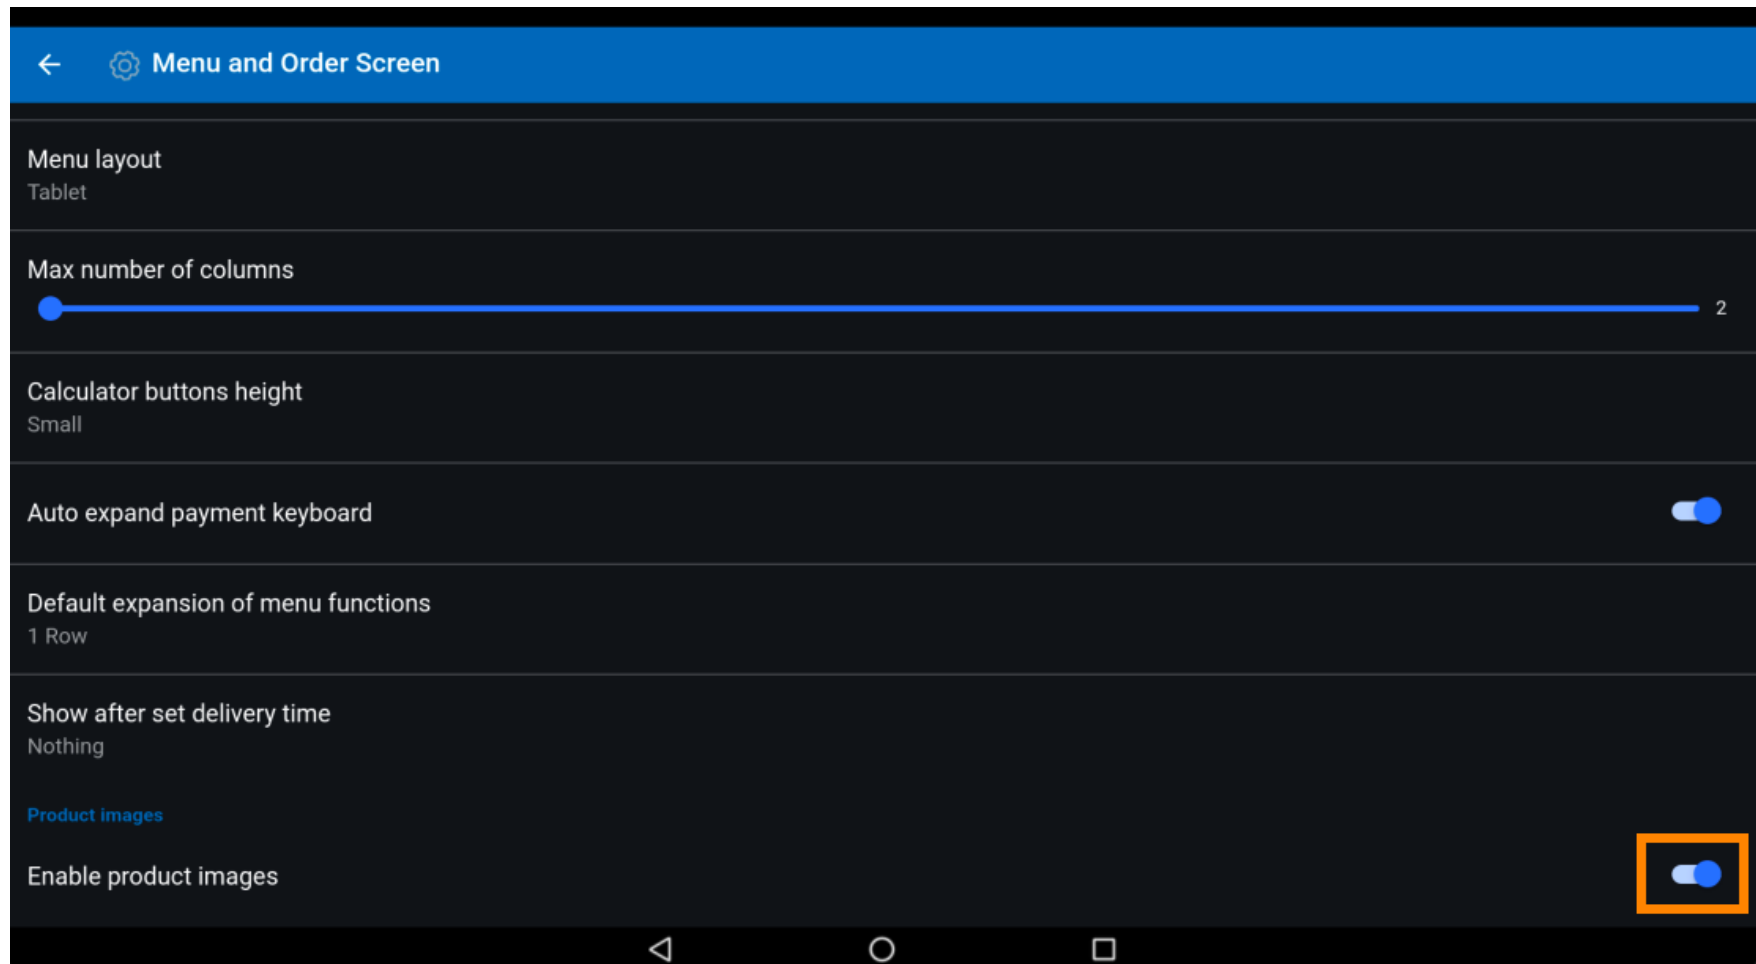 Menu and Order Screen
Menu layout
Tablet
Max number of columns
2
Calculator buttons height
Small
Auto expand payment keyboard
Default expansion of menu functions
1 Row
Show after set delivery time
Nothing
Product images
Enable product images